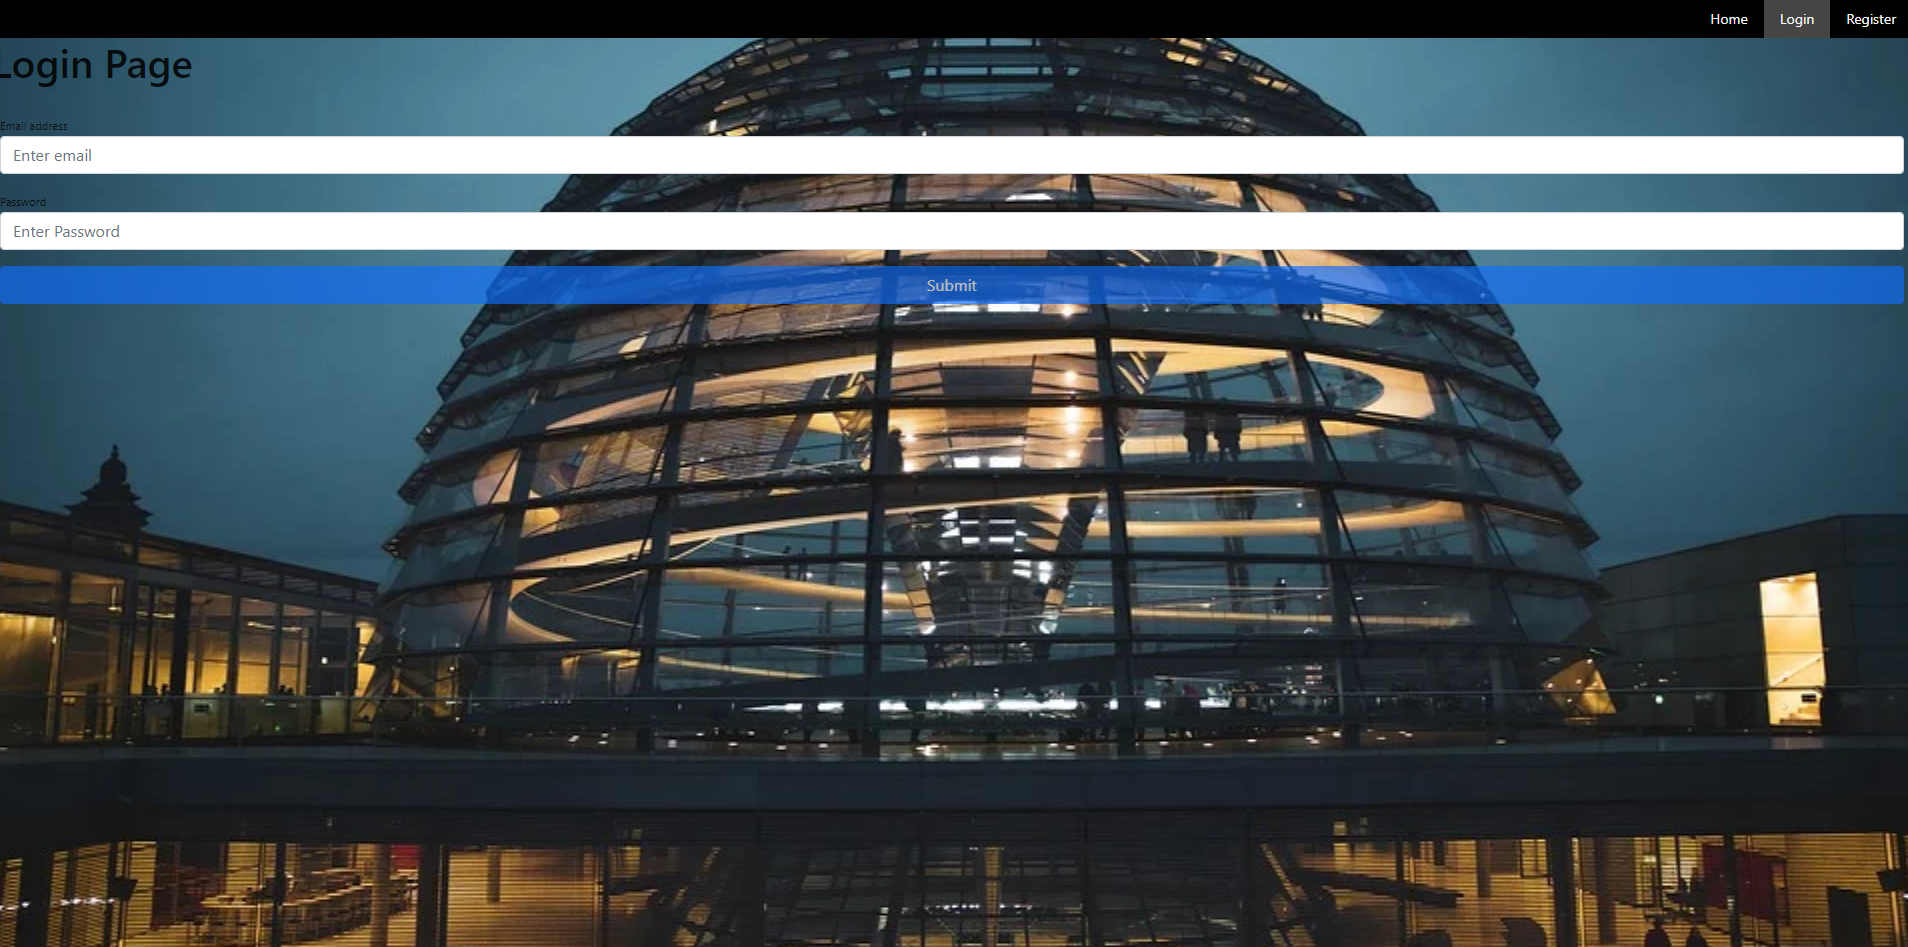 Home Login Register
Login Page
Email address
Enter email
Password
Enter Password
Submit